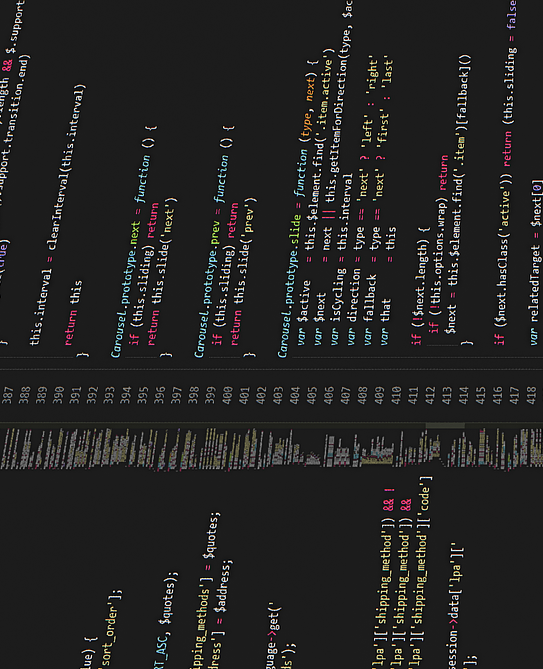 lue) {
sort_order'];
RT_ASC, $quotes);
ipping_methods'] = $quotes;
dress'] = $address;
guage->get('
ds');
'lpa']['shipping_method']) && !
lpa']['shipping_method']) &&
lpa']['shipping_method']['code']
ession->data['lpa']['
'];
387
388
389
390
391
392
393
394
395
396
397
398
399
400
401
402
403
404
405
406
407
408
409
410
411
412
413
414
415
416
417
418
length && $.support
support.transition.end)
(true)
}
this.interval = clearInterval(this.interval)
return this
}
Carousel.prototype.next = function () {
if (this.sliding) return
return this.slide('next')
}
Carousel.prototype.prev = function () {
if (this.sliding) return
return this.slide('prev')
}
Carousel.prototype.slide = function (type, next) {
var $active = this.$element.find('.item.active')
var $next = next || this.getItemForDirection(type, $ac
var isCycling = this.interval
var direction = type == 'next' ? 'left' : 'right'
var fallback = type == 'next' ? 'first' : 'last'
var that = this
if (!$next.length) {
if (!this.options.wrap) return
$next = this.$element.find('.item')[fallback]()
}
if ($next.hasClass('active')) return (this.sliding = false
var relatedTarget = $next[0]